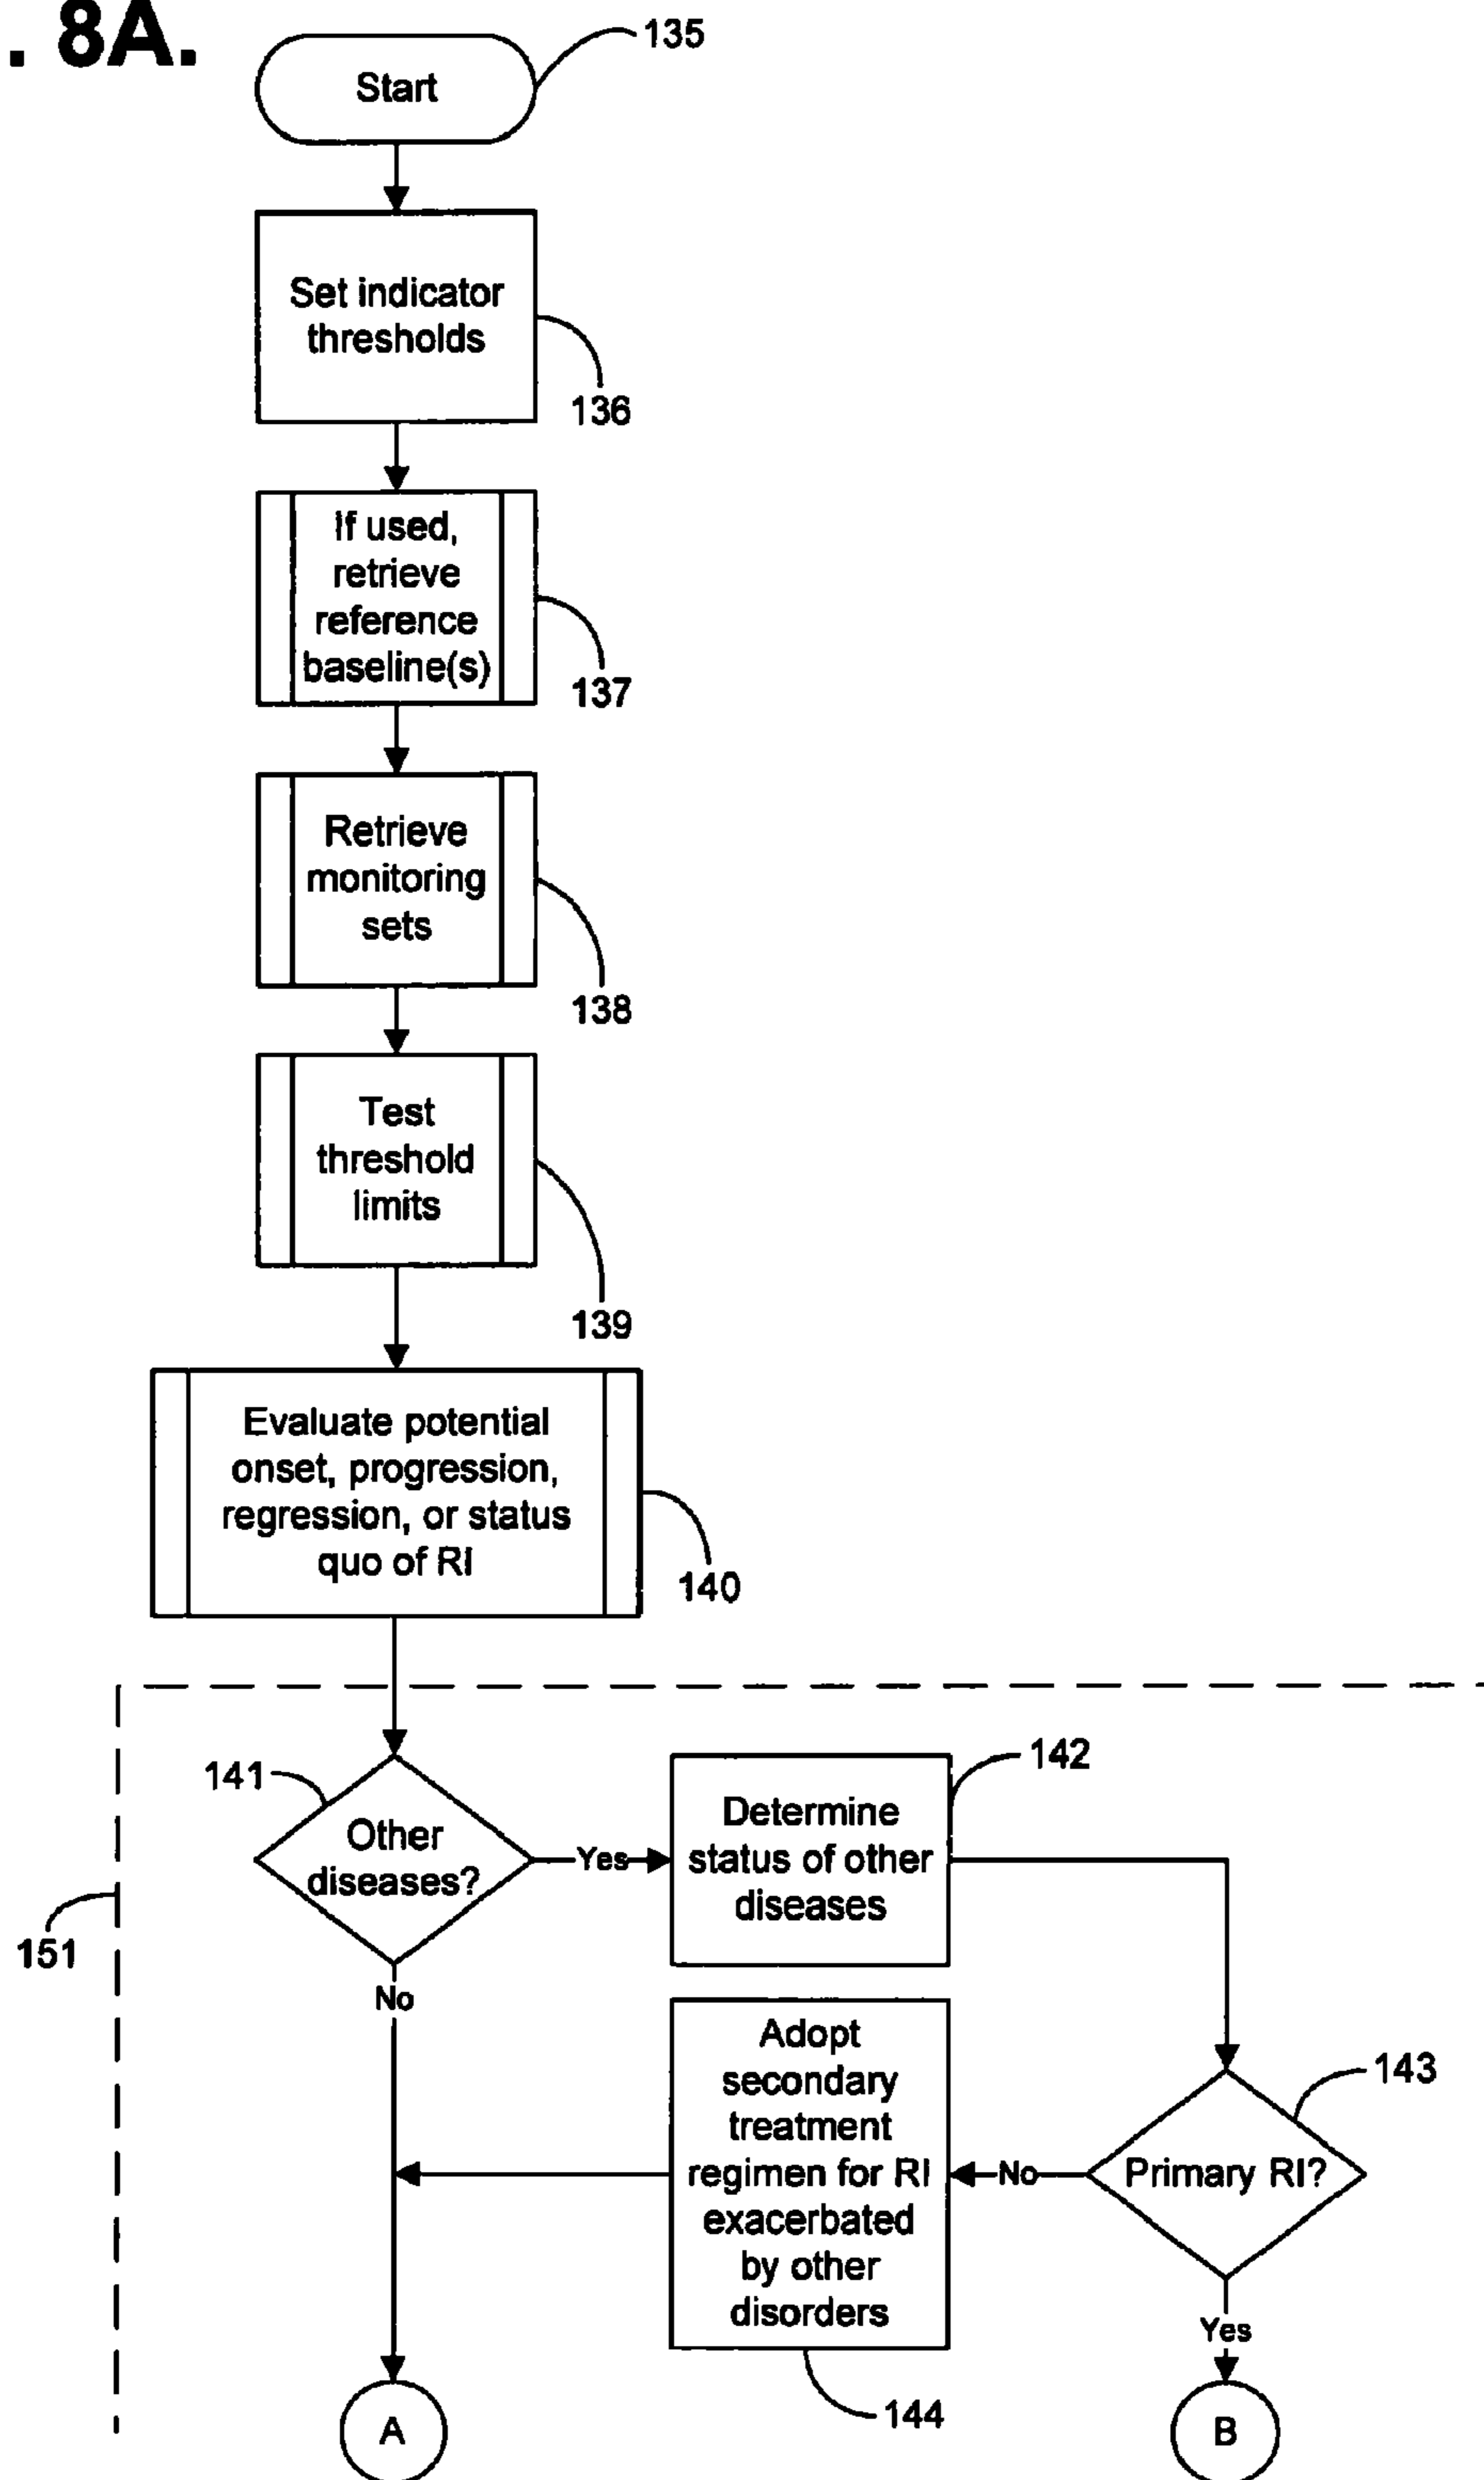 . 8A.
135
Start
Set indicator
thresholds
136
If used,
retrieve
reference
baseline(s)
137
Retrieve
monitoring
sets
138
Test
threshold
limits
139
Evaluate potential
onset, progression,
regression, or status
quo of RI
140
141
Other
diseases?
Yes
142
Determine
status of other
diseases
151
No
Adopt
secondary
treatment
regimen for RI
exacerbated
by other
disorders
144
No
143
Primary RI?
Yes
A
B